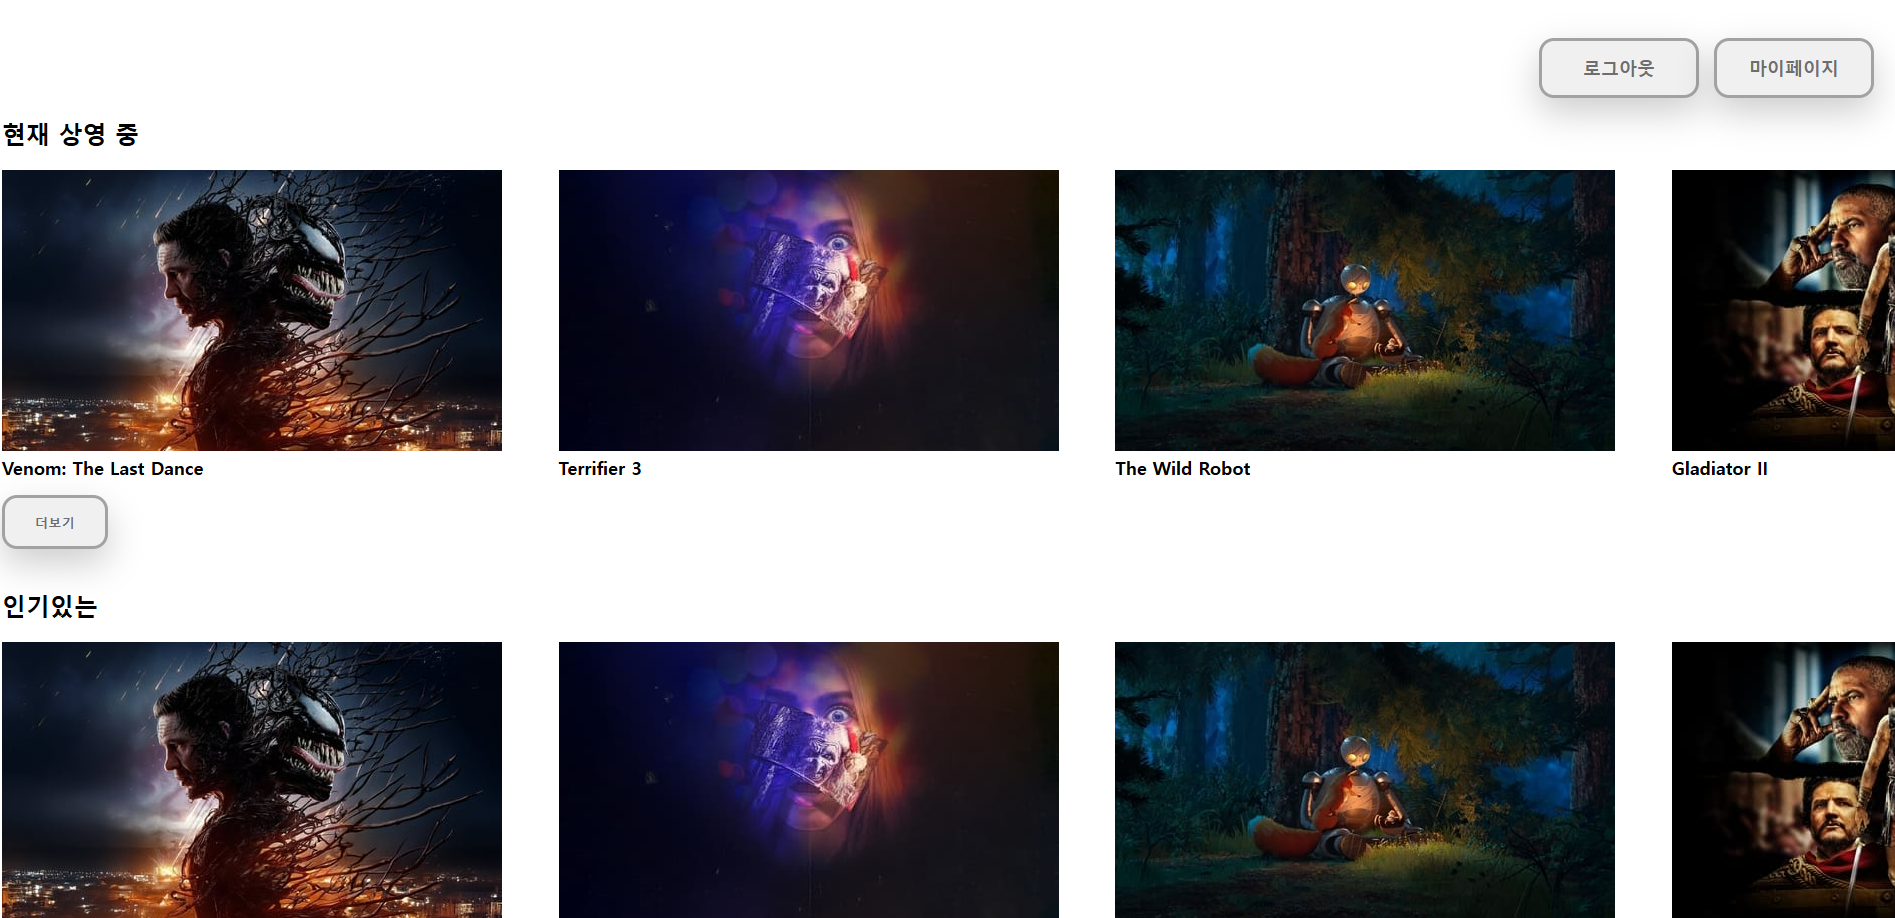 로그아웃
마이페이지
현재 상영 중
Venom: The Last Dance
Terrifier 3
The Wild Robot
Gladiator II
더보기
인기있는